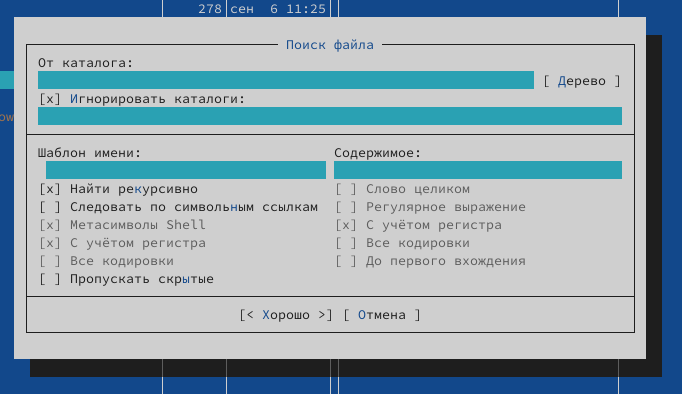 278 сен 6 11:25
Поиск файла
От каталога:
[ Дерево ]
[x] Игнорировать каталоги:
ow
Шаблон имени: Содержимое:
[x] Найти рекурсивно [ ] Слово целиком
[ ] Следовать по символьным ссылкам [ ] Регулярное выражение
[x] Метасимволы Shell [x] С учётом регистра
[x] С учётом регистра [ ] Все кодировки
[ ] Все кодировки [ ] До первого вхождения
[ ] Пропускать скрытые
[< Хорошо >] [ Отмена ]